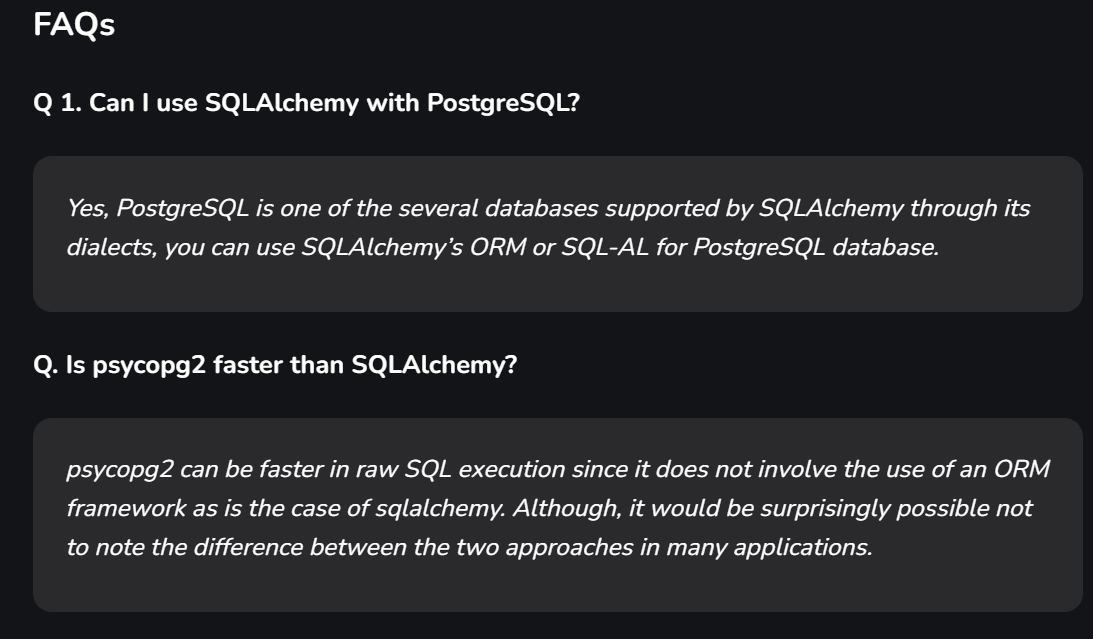 FAQs
Q 1. Can I use SQLAlchemy with PostgreSQL?
Yes, PostgreSQL is one of the several databases supported by SQLAlchemy through its
dialects, you can use SQLAlchemy’s ORM or SQL-AL for PostgreSQL database.
Q. Is psycopg2 faster than SQLAlchemy?
psycopg2 can be faster in raw SQL execution since it does not involve the use of an ORM
framework as is the case of sqlalchemy. Although, it would be surprisingly possible not
to note the difference between the two approaches in many applications.